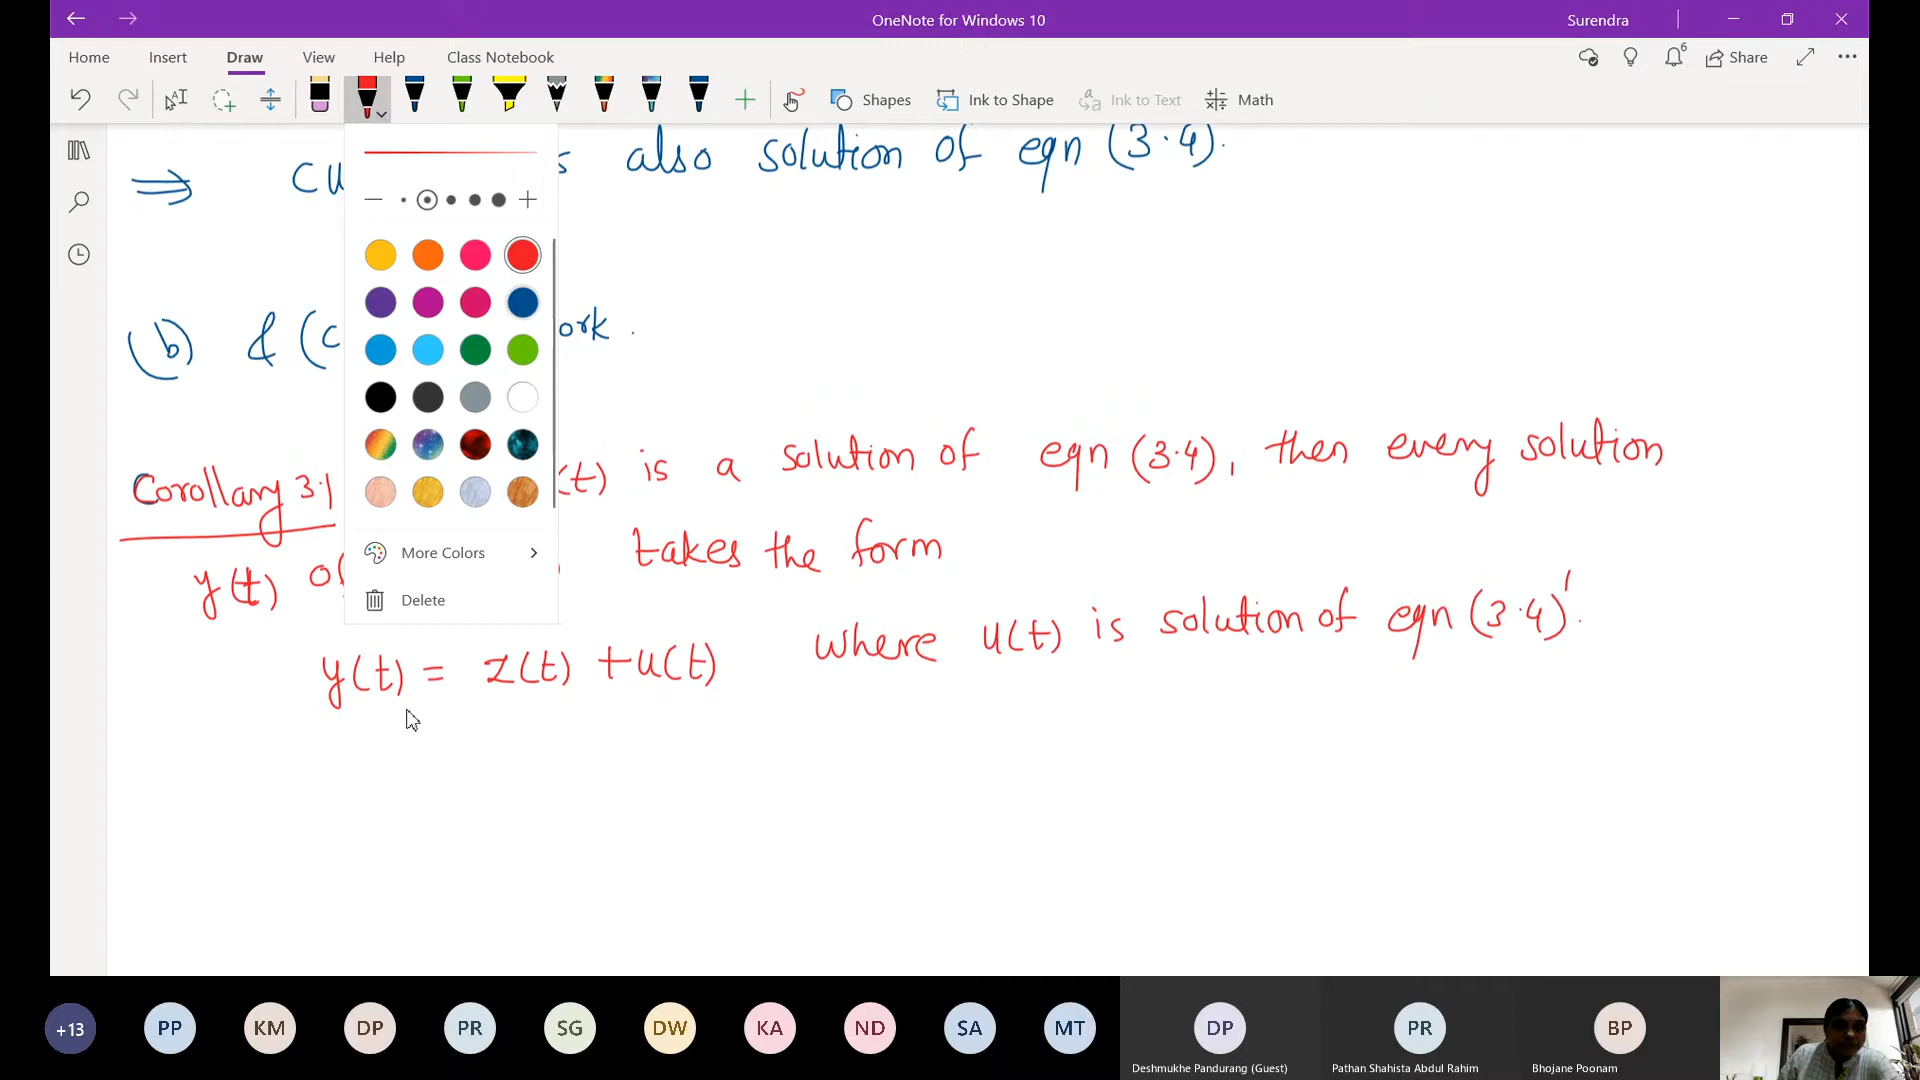 OneNote for Windows 10
Surendra
Home Insert Draw View Help Class Notebook
6
Share
Shapes Ink to Shape Ink to Text Math
⇒ cu s also solution of eqn (3.4).
(b) & (c ork .
Corollary 3.1 (t) is a solution of eqn (3.4), then every solution
y(t) of takes the form
y(t) = z(t) + u(t) where u(t) is solution of eqn (3.4)'.
More Colors
Delete
+13 PP KM DP PR SG DW KA ND SA MT DP PR BP
Deshmukhe Pandurang (Guest) Pathan Shahista Abdul Rahim Bhojane Poonam